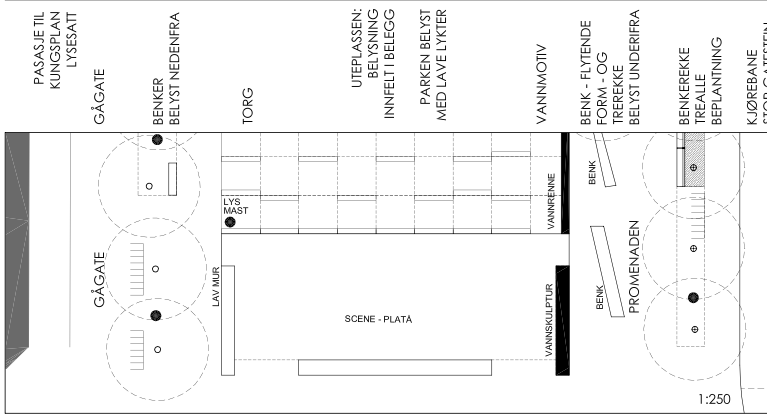 PASASJE TIL
KUNGSPLAN
LYSESATT
GÅGATE
BENKER
BELYST NEDENFRA
TORG
UTEPLASSEN:
BELYSNING
INNFELT I BELEGG
PARKEN BELYST
MED LAVE LYKTER
VANNMOTIV
BENK - FLYTENDE
FORM - OG
TREREKKE
BELYST UNDERIFRA
BENKEREKKE
TREALLE
BEPLANTNING
KJØREBANE
STOR GATESTEIN
LYS
MAST
VANNRENNE
BENK
GÅGATE
LAV MUR
SCENE - PLATÅ
VANNSKULPTUR
BENK
PROMENADEN
1:250